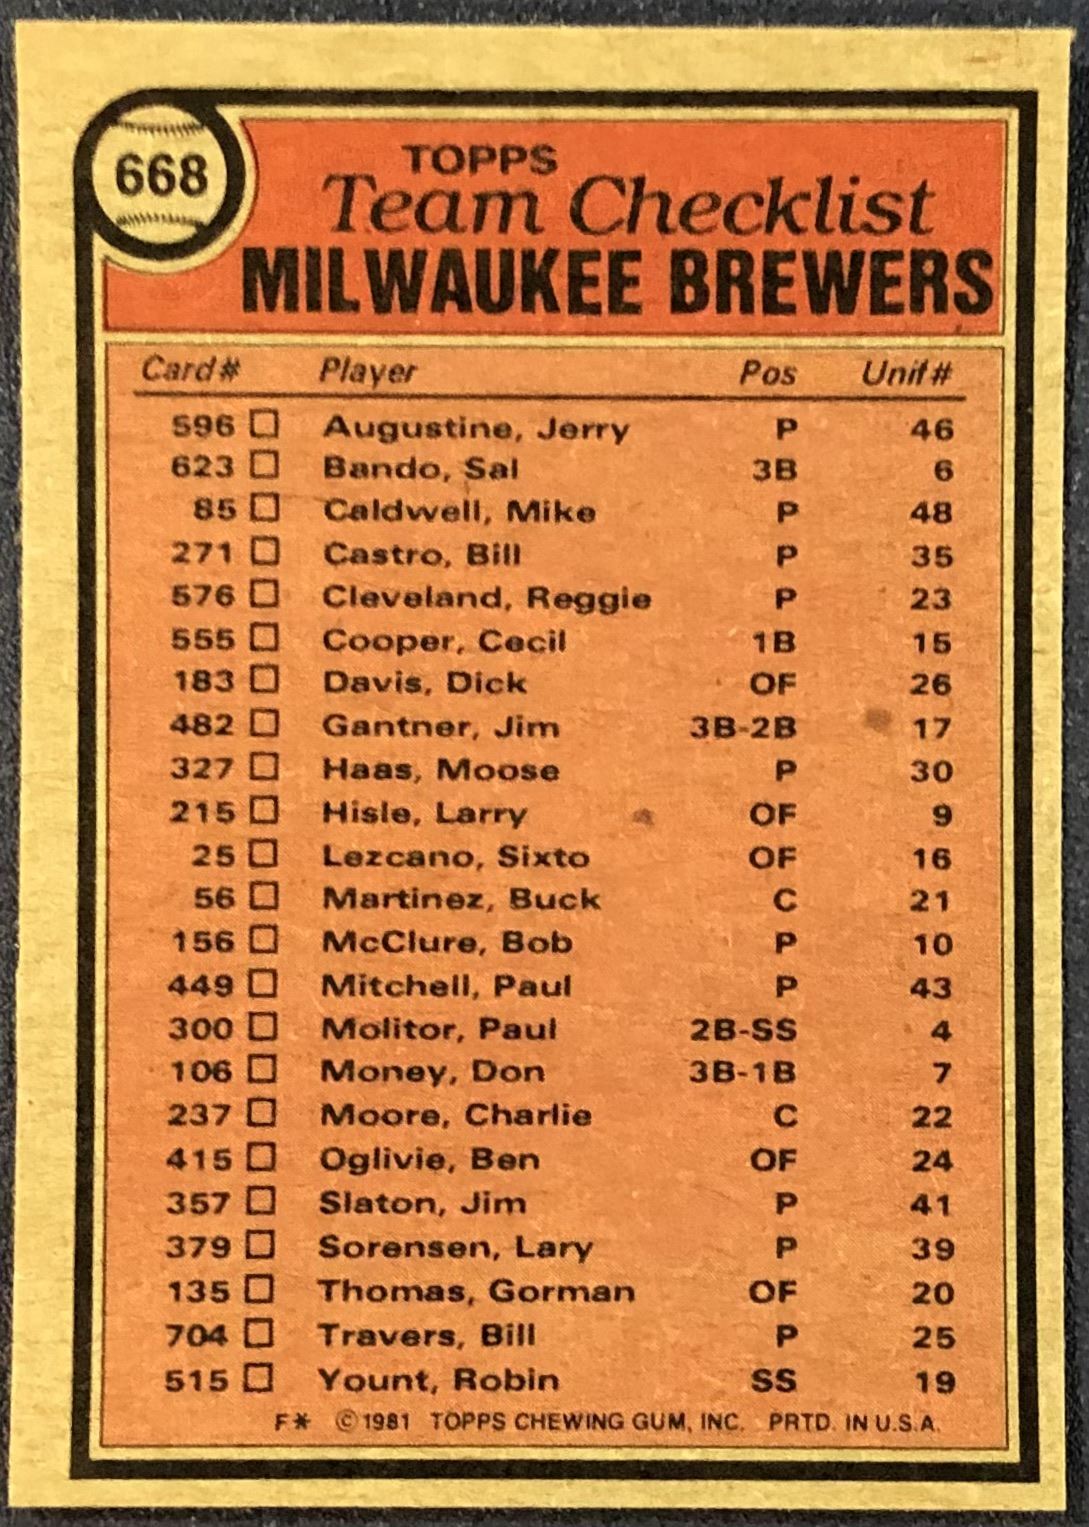 668
TOPPS
Team Checklist
MILWAUKEE BREWERS
Card# Player Pos Unif#
596 □ Augustine, Jerry P 46
623 □ Bando, Sal 3B 6
85 □ Caldwell, Mike P 48
271 □ Castro, Bill P 35
576 □ Cleveland, Reggie P 23
555 □ Cooper, Cecil 1B 15
183 □ Davis, Dick OF 26
482 □ Gantner, Jim 3B-2B 17
327 □ Haas, Moose P 30
215 □ Hisle, Larry OF 9
25 □ Lezcano, Sixto OF 16
56 □ Martinez, Buck C 21
156 □ McClure, Bob P 10
449 □ Mitchell, Paul P 43
300 □ Molitor, Paul 2B-SS 4
106 □ Money, Don 3B-1B 7
237 □ Moore, Charlie C 22
415 □ Oglivie, Ben OF 24
357 □ Slaton, Jim P 41
379 □ Sorensen, Lary P 39
135 □ Thomas, Gorman OF 20
704 □ Travers, Bill P 25
515 □ Yount, Robin SS 19
F* ©1981 TOPPS CHEWING GUM, INC. PRTD. IN U.S.A.